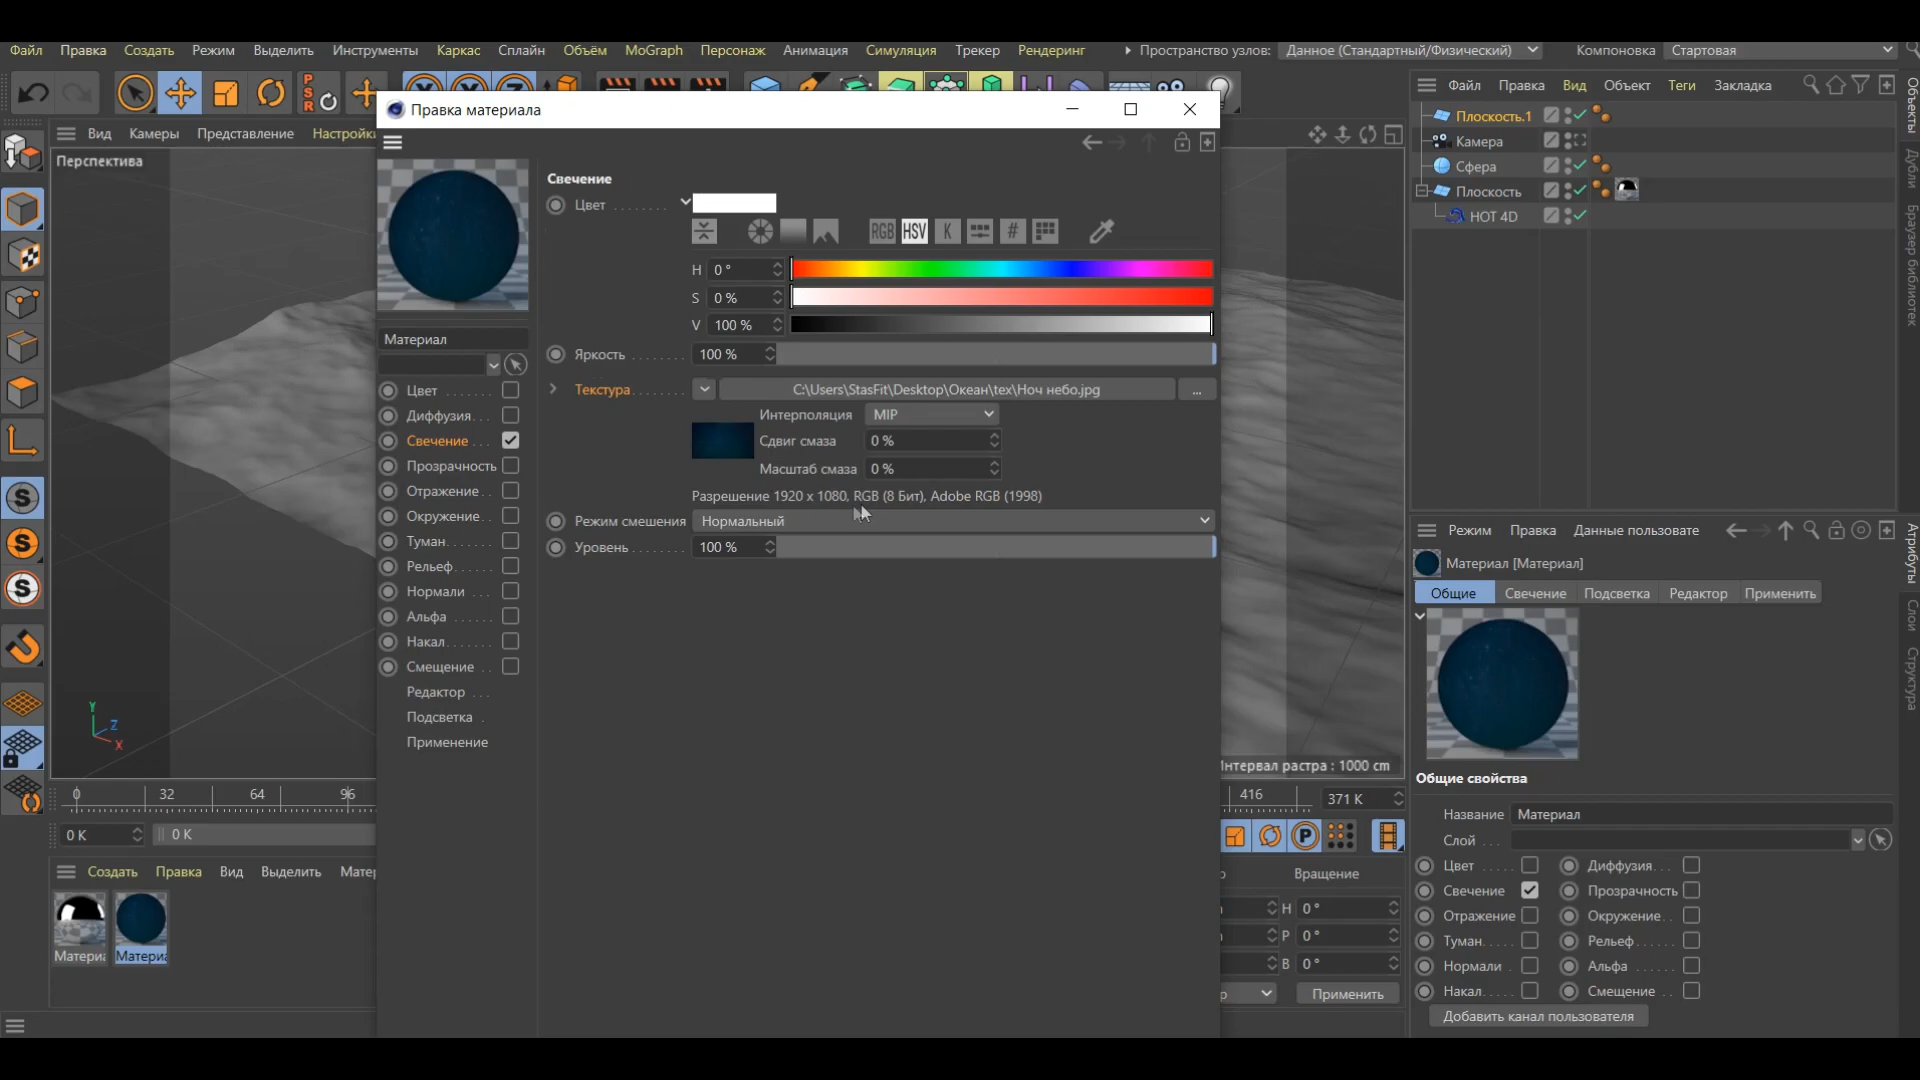 Файл Правка Создать Режим Выделить Инструменты Каркас Сплайн Объём MoGraph Персонаж Анимация Симуляция Трекер Рендеринг Пространство узлов: Данное (Стандартный/Физический) Компоновка Стартовая
PSR
Правка материала
Вид Камеры Представление Настройки
Перспектива
Свечение
Цвет
RGB HSV K #
H 0 °
S 0 %
V 100 %
Яркость 100 %
Текстура C:\Users\StasFit\Desktop\Океан\tex\Ноч небо.jpg ...
Интерполяция MIP
Сдвиг смаза 0 %
Масштаб смаза 0 %
Разрешение 1920 x 1080, RGB (8 Бит), Adobe RGB (1998)
Режим смешения Нормальный
Уровень 100 %
Материал
Цвет
Диффузия
Свечение
Прозрачность
Отражение
Окружение
Туман
Рельеф
Нормали
Альфа
Накал
Смещение
Редактор
Подсветка
Применение
Y
Z
X
Интервал растра : 1000 cm
0 32 64 96 416 371 K
0 K 0 K
Создать Правка Вид Выделить
Материа Материа
Вращение
H 0 °
P 0 °
B 0 °
Применить
Файл Правка Вид Объект Теги Закладка
Плоскость.1
Камера
Сфера
Плоскость
HOT 4D
Объекты
Дубли
Браузер библиотек
Режим Правка Данные пользовате
Материал [Материал]
Общие Свечение Подсветка Редактор Применить
Общие свойства
Название Материал
Слой
Цвет Диффузия
Свечение Прозрачность
Отражение Окружение
Туман Рельеф
Нормали Альфа
Накал Смещение
Добавить канал пользователя
Атрибуты
Слои
Структура